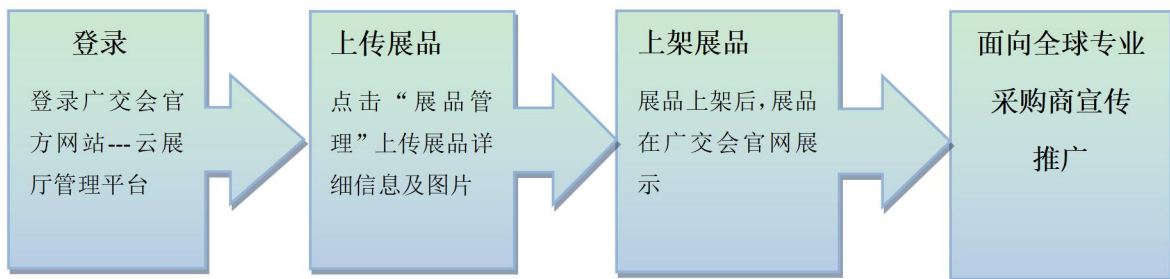 登录
登录广交会官
方网站---云展
厅管理平台
上传展品
点击“展品管
理”上传展品详
细信息及图片
上架展品
展品上架后，展品
在广交会官网展
示
面向全球专业
采购商宣传
推广